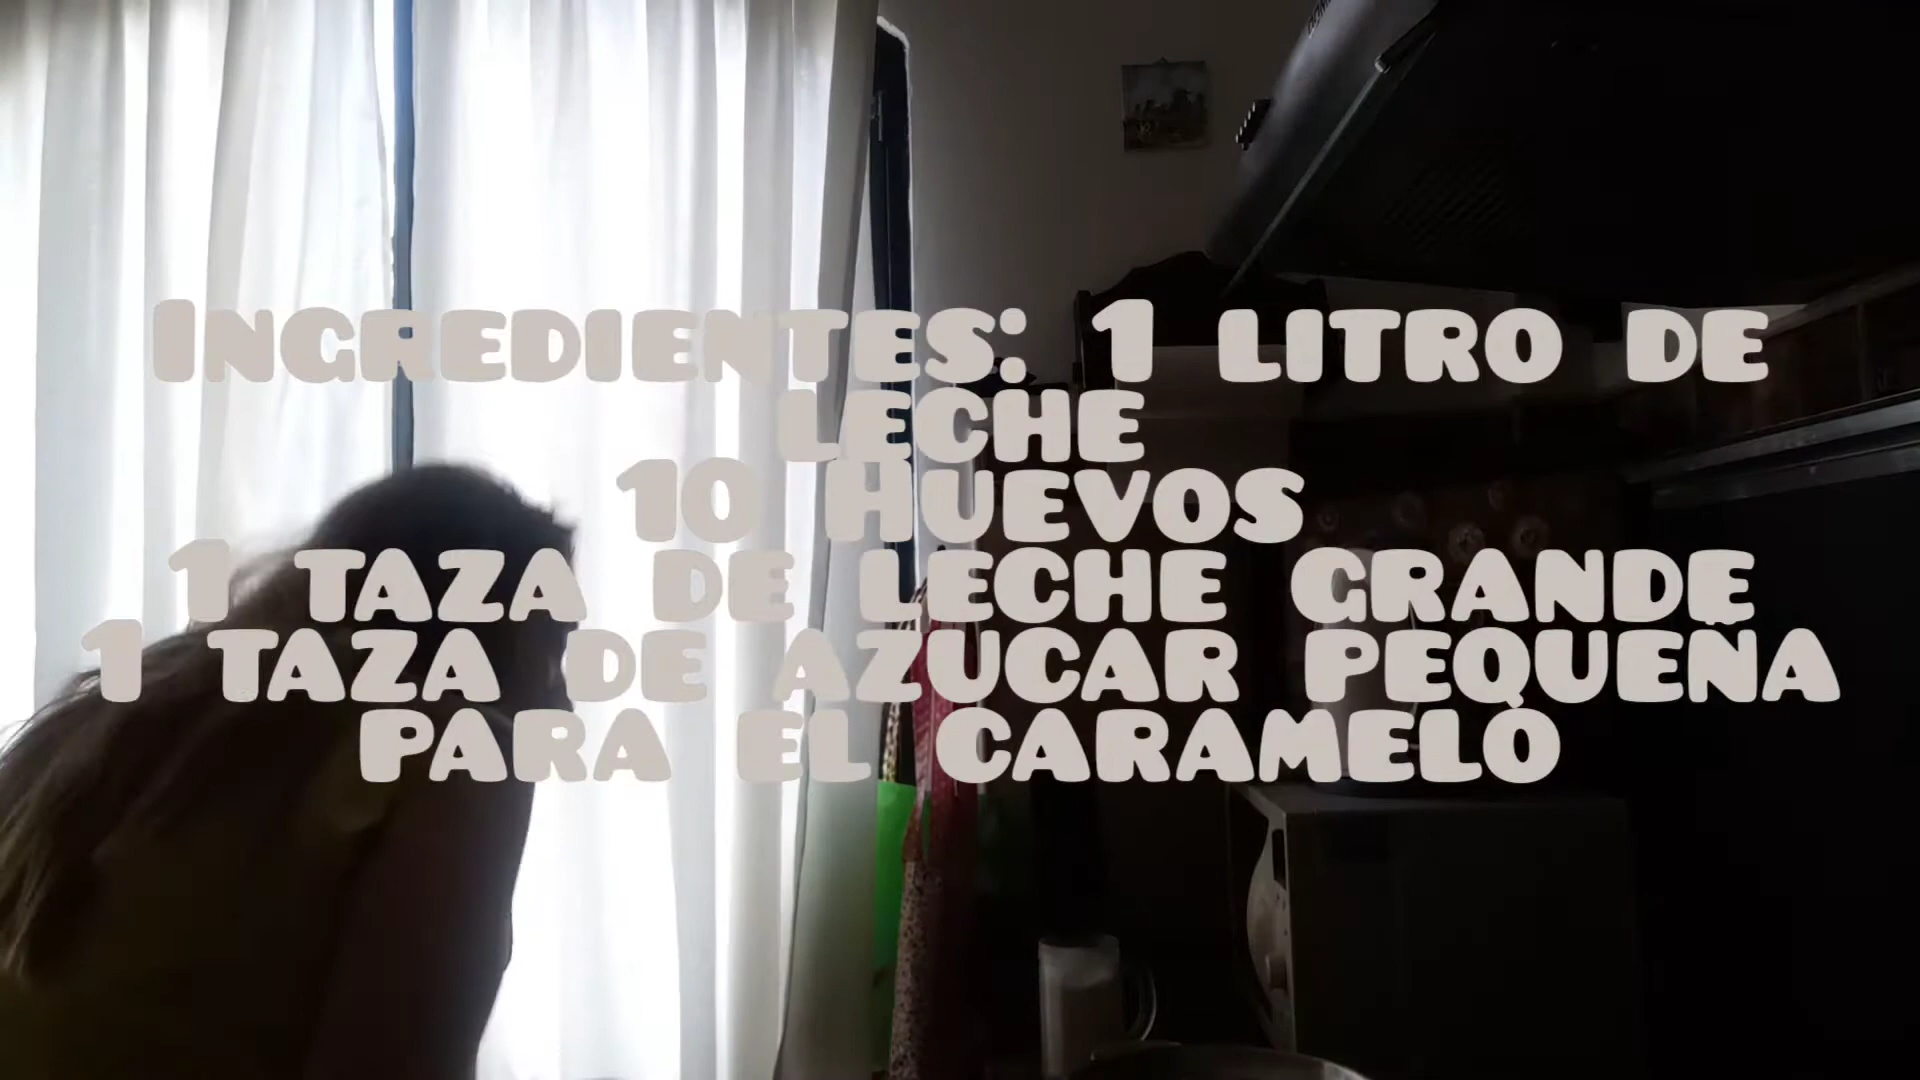 Ingredientes: 1 litro de
leche
10 Huevos
1 taza de leche grande
1 taza de azucar pequeña
para el caramelo